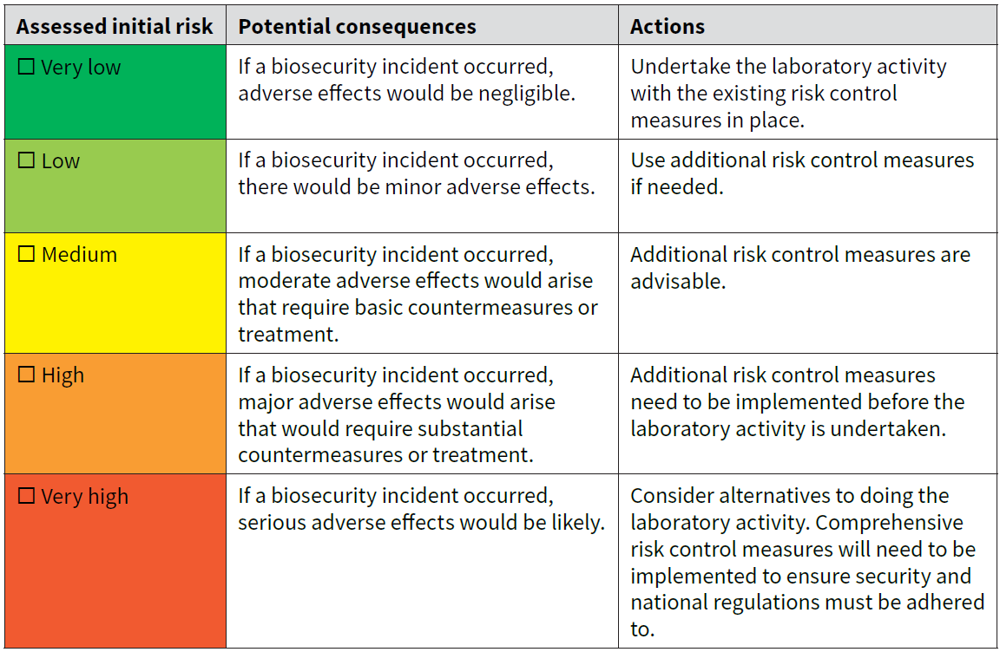 Assessed initial risk
Potential consequences
Actions
☐ Very low
If a biosecurity incident occurred,
adverse effects would be negligible.
Undertake the laboratory activity
with the existing risk control
measures in place.
☐ Low
If a biosecurity incident occurred,
there would be minor adverse effects.
Use additional risk control measures
if needed.
☐ Medium
If a biosecurity incident occurred,
moderate adverse effects would arise
that require basic countermeasures or
treatment.
Additional risk control measures are
advisable.
☐ High
If a biosecurity incident occurred,
major adverse effects would arise
that would require substantial
countermeasures or treatment.
Additional risk control measures
need to be implemented before the
laboratory activity is undertaken.
☐ Very high
If a biosecurity incident occurred,
serious adverse effects would be likely.
Consider alternatives to doing the
laboratory activity. Comprehensive
risk control measures will need to be
implemented to ensure security and
national regulations must be adhered
to.